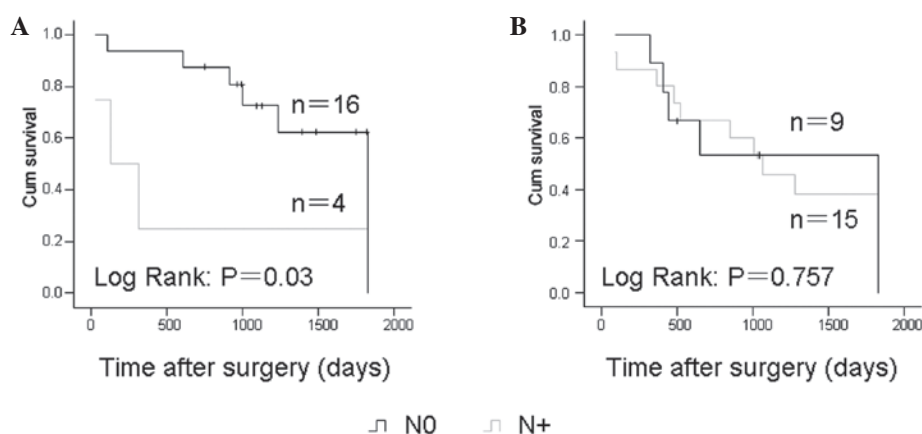 A
B
1.0
0.8
0.6
0.4
0.2
0.0
Cum survival
n=16
n=4
Log Rank: P=0.03
0 500 1000 1500 2000
Time after surgery (days)
1.0
0.8
0.6
0.4
0.2
0.0
Cum survival
n=9
n=15
Log Rank: P=0.757
0 500 1000 1500 2000
Time after surgery (days)
N0 N+